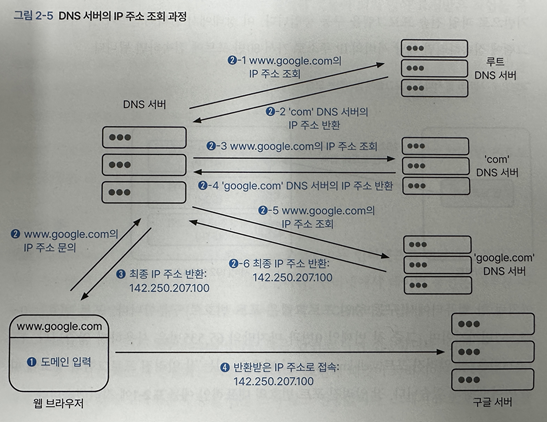 그림 2-5 DNS 서버의 IP 주소 조회 과정
❷-1 www.google.com의
IP 주소 조회
루트
DNS 서버
DNS 서버
❷-2 'com' DNS 서버의
IP 주소 반환
❷-3 www.google.com의 IP 주소 조회
'com'
DNS 서버
❷-4 'google.com' DNS 서버의 IP 주소 반환
❷-5 www.google.com의
IP 주소 조회
❷ www.google.com의
IP 주소 문의
❸ 최종 IP 주소 반환:
142.250.207.100
❷-6 최종 IP 주소 반환:
142.250.207.100
'google.com'
DNS 서버
www.google.com
❶ 도메인 입력
❹ 반환받은 IP 주소로 접속:
142.250.207.100
웹 브라우저
구글 서버